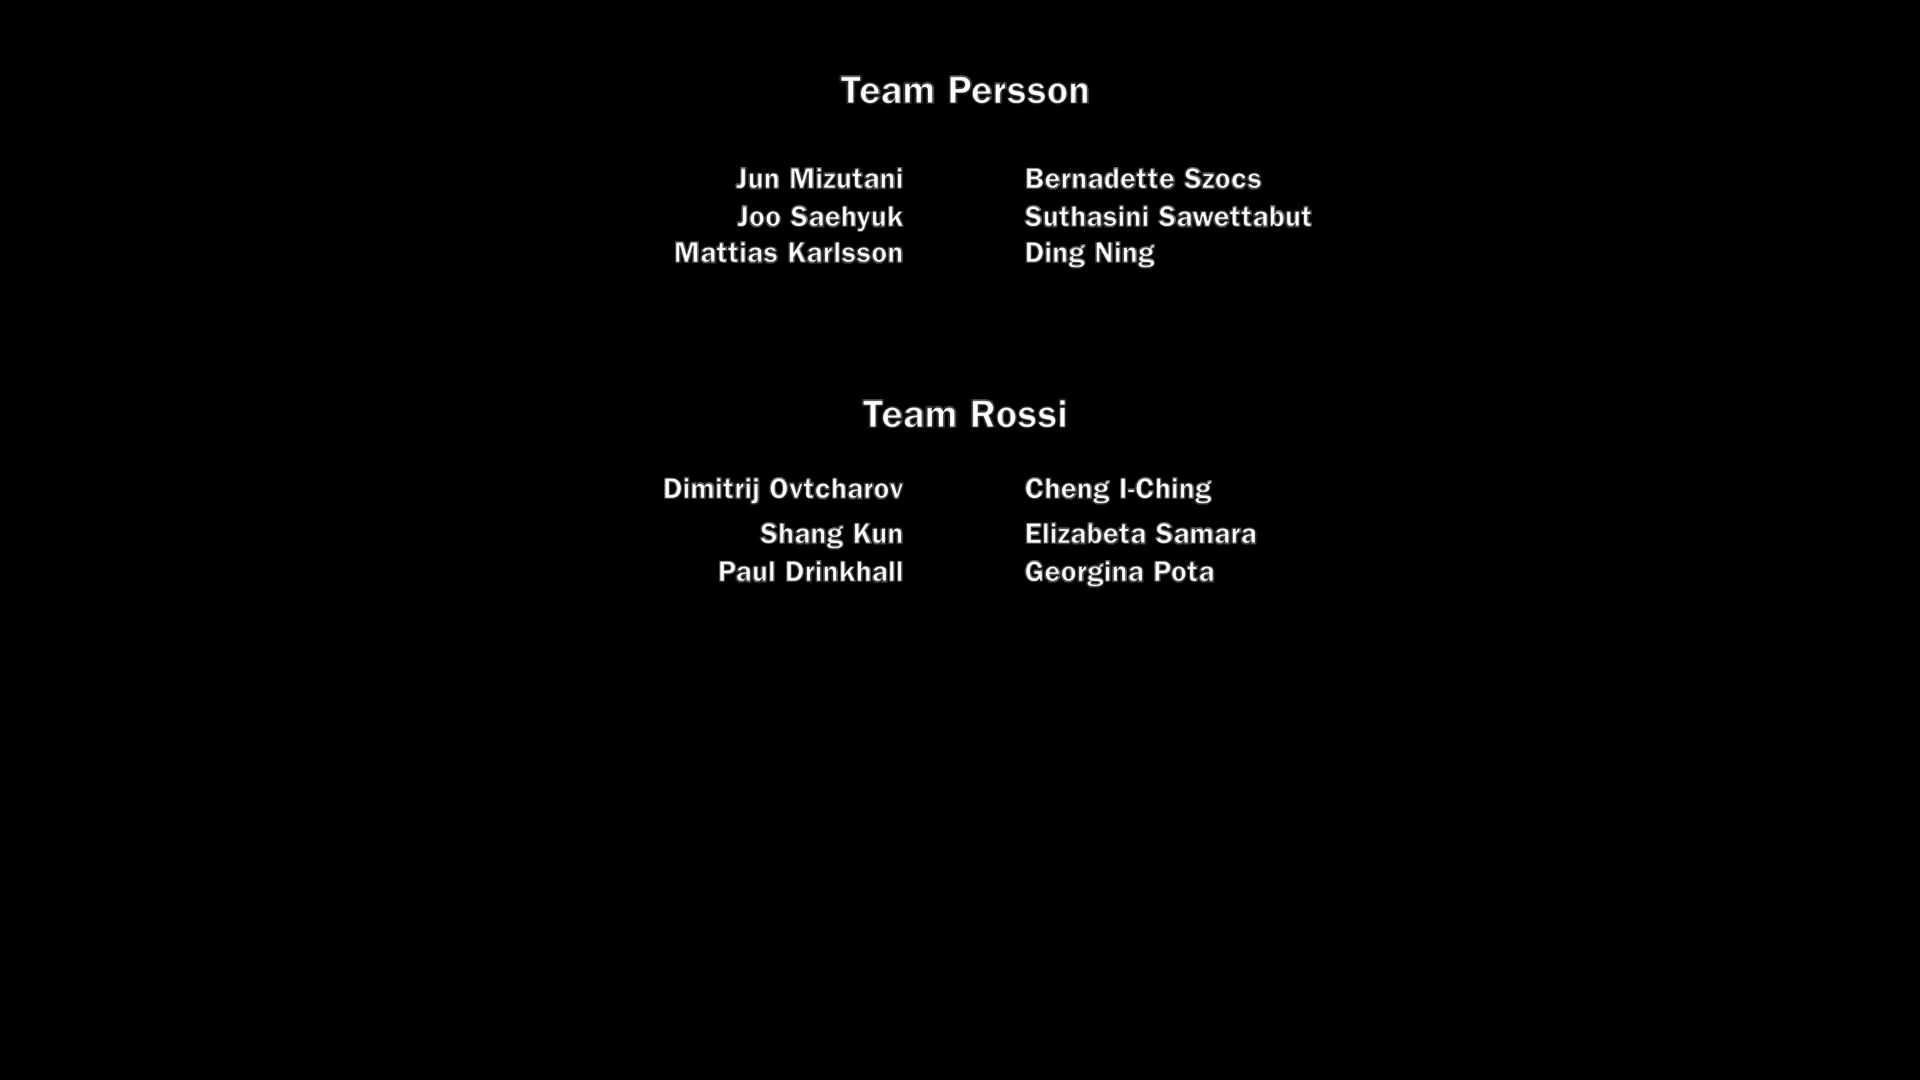 Team Persson
Jun Mizutani Bernadette Szocs
Joo Saehyuk Suthasini Sawettabut
Mattias Karlsson Ding Ning
Team Rossi
Dimitrij Ovtcharov Cheng I-Ching
Shang Kun Elizabeta Samara
Paul Drinkhall Georgina Pota